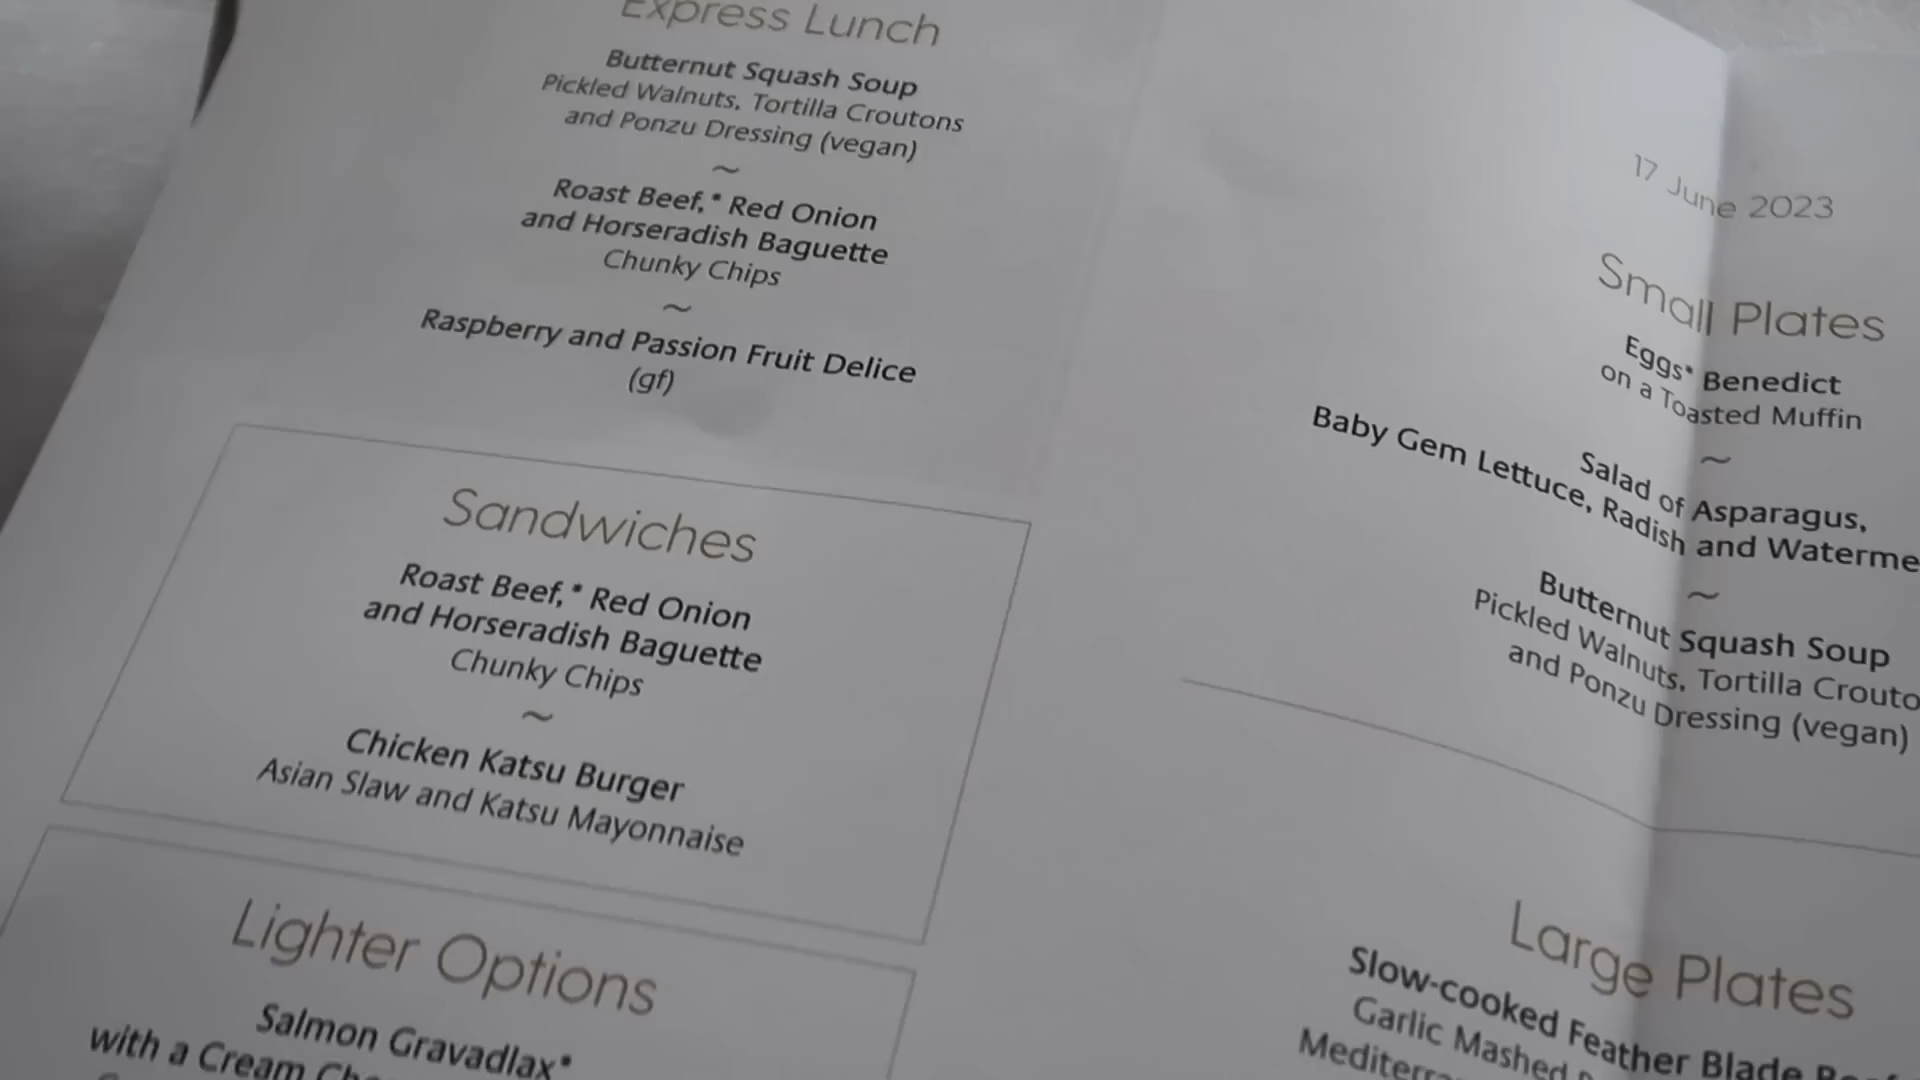 Express Lunch
Butternut Squash Soup
Pickled Walnuts, Tortilla Croutons
and Ponzu Dressing (vegan)
~
Roast Beef,* Red Onion
and Horseradish Baguette
Chunky Chips
~
Raspberry and Passion Fruit Delice
(gf)
Sandwiches
Roast Beef,* Red Onion
and Horseradish Baguette
Chunky Chips
~
Chicken Katsu Burger
Asian Slaw and Katsu Mayonnaise
Lighter Options
Salmon Gravadlax*
with a Cream
17 June 2023
Small Plates
Eggs* Benedict
on a Toasted Muffin
~
Salad of Asparagus,
Baby Gem Lettuce, Radish and Waterme
~
Butternut Squash Soup
Pickled Walnuts, Tortilla Crouto
and Ponzu Dressing (vegan)
Large Plates
Slow-cooked Feather Blade
Garlic Mashed